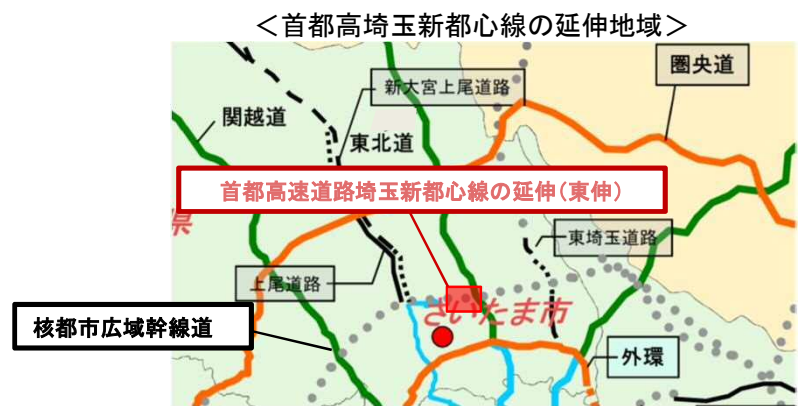 ＜首都高埼玉新都心線の延伸地域＞
圏央道
新大宮上尾道路
関越道
東北道
首都高速道路埼玉新都心線の延伸（東伸）
県
東埼玉道路
上尾道路
さいたま市
核都市広域幹線道
外環